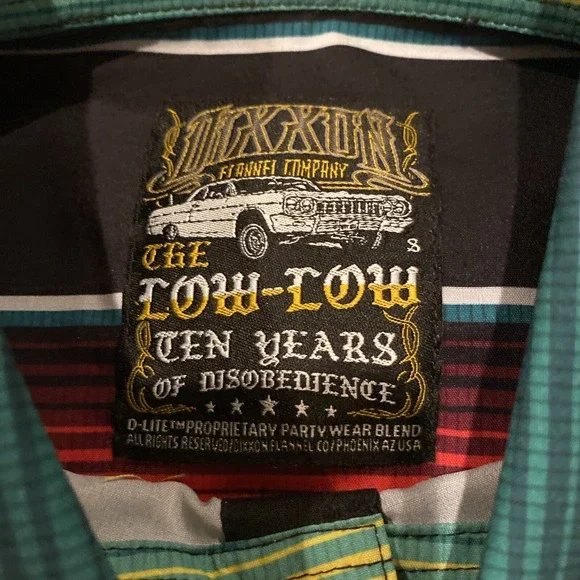 DIXXON
FLANNEL COMPANY
S
THE
LOW-LOW
TEN YEARS
OF DISOBEDIENCE
D-LITE™ PROPRIETARY PARTY WEAR BLEND
ALL RIGHTS RESERVED/DIXXON FLANNEL CO/PHOENIX AZ USA